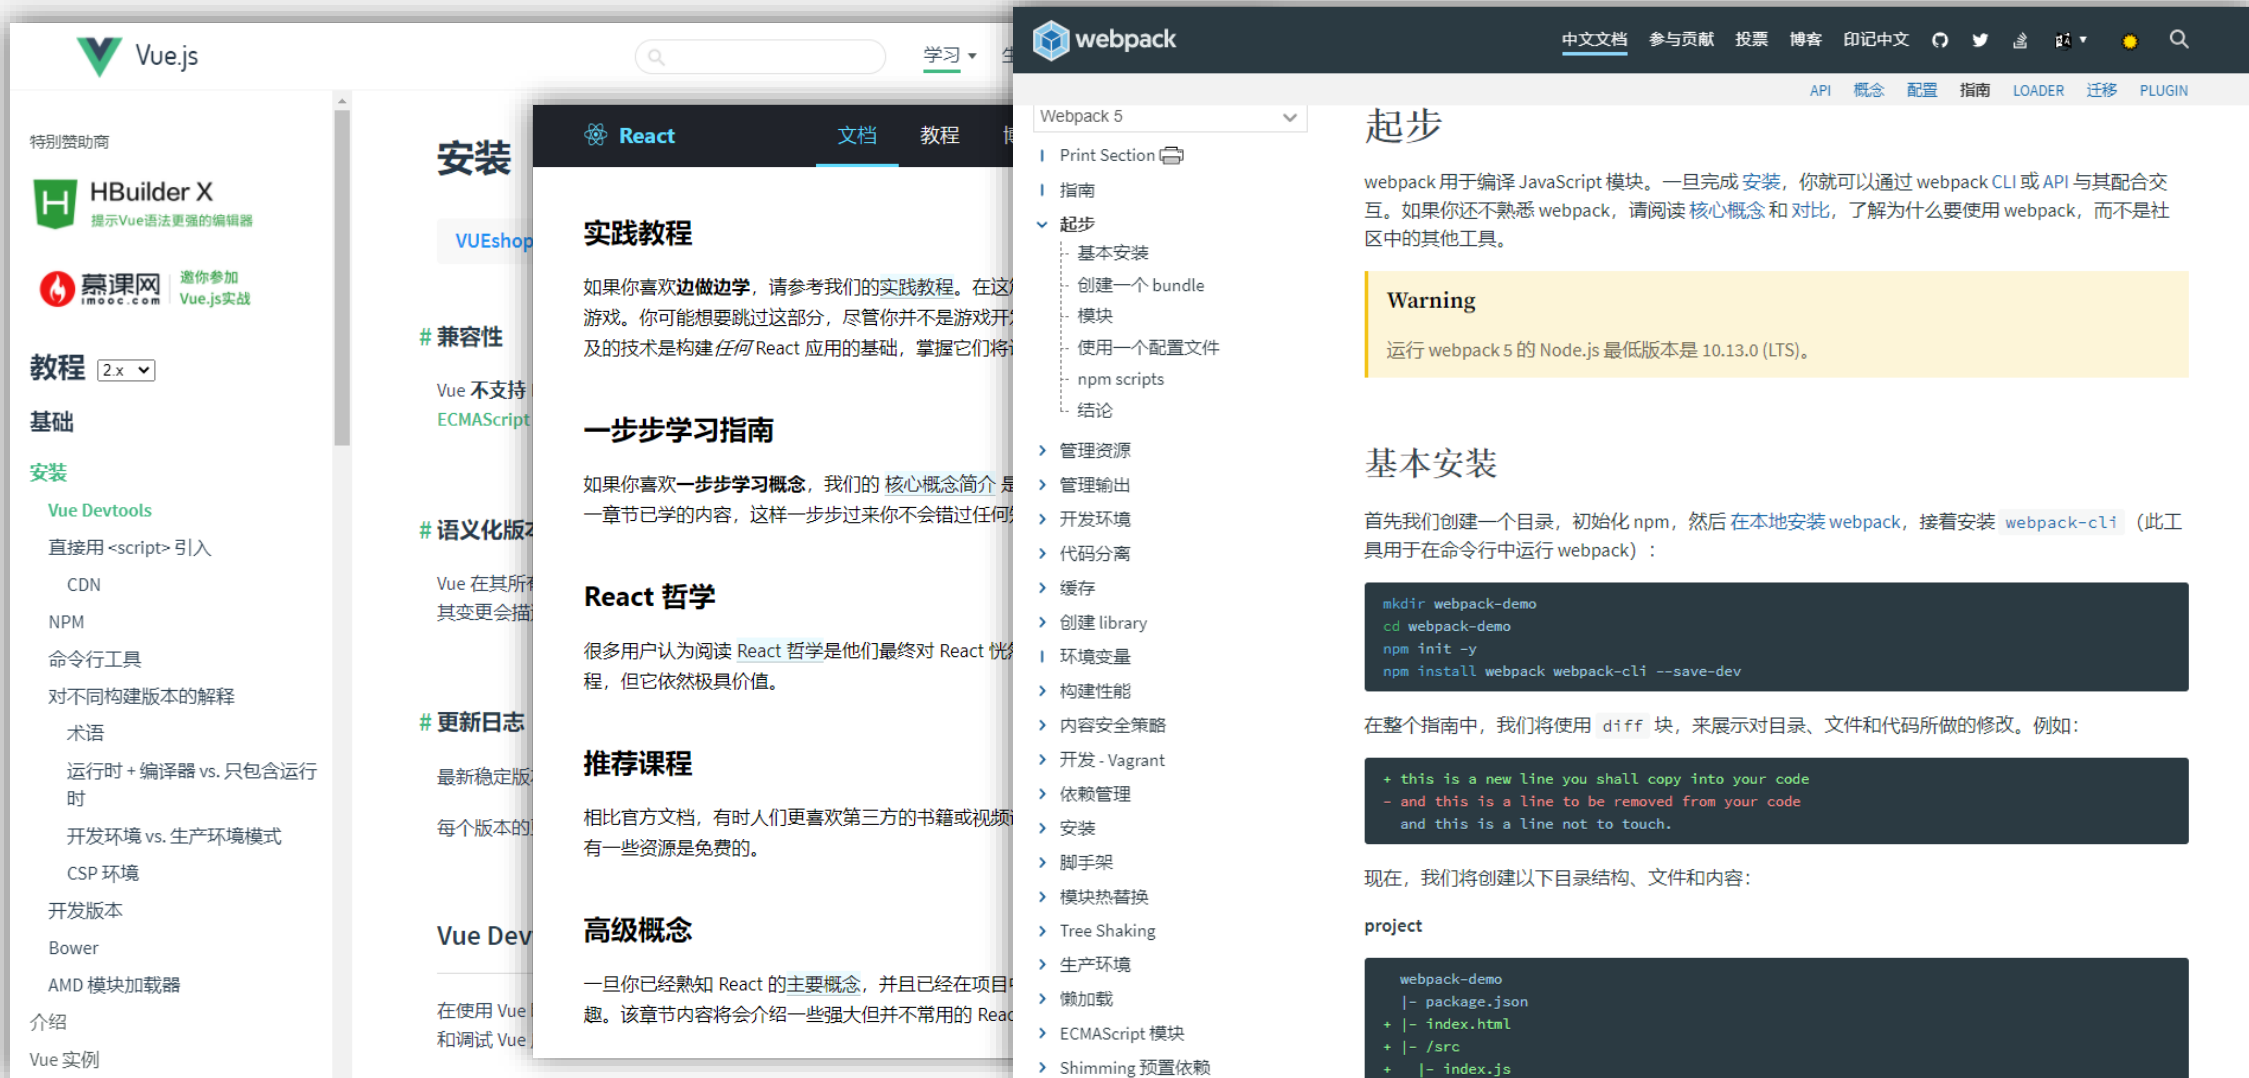 Vue.js
学习
特别赞助商
HBuilder X
提示Vue语法更强的编辑器
慕课网
imooc.com
邀你参加
Vue.js实战
教程 2.x
基础
安装
Vue Devtools
直接用 <script> 引入
CDN
NPM
命令行工具
对不同构建版本的解释
术语
运行时 + 编译器 vs. 只包含运行
时
开发环境 vs. 生产环境模式
CSP 环境
开发版本
Bower
AMD 模块加载器
介绍
Vue 实例
安装
VUEshop
# 兼容性
Vue 不支持
ECMAScript
# 语义化版本
Vue 在其所有
其变更会描
# 更新日志
最新稳定版
每个版本的
Vue Dev
在使用 Vue
和调试 Vue
React
文档
教程
实践教程
如果你喜欢边做边学，请参考我们的实践教程。在这
游戏。你可能想要跳过这部分，尽管你并不是游戏开
及的技术是构建任何 React 应用的基础，掌握它们将
一步步学习指南
如果你喜欢一步步学习概念，我们的 核心概念简介 是
一章节已学的内容，这样一步步过来你不会错过任何
React 哲学
很多用户认为阅读 React 哲学是他们最终对 React 恍
程，但它依然极具价值。
推荐课程
相比官方文档，有时人们更喜欢第三方的书籍或视频
有一些资源是免费的。
高级概念
一旦你已经熟知 React 的主要概念，并且已经在项目
趣。该章节内容将会介绍一些强大但并不常用的 Reac
webpack
中文文档 参与贡献 投票 博客 印记中文
API 概念 配置 指南 LOADER 迁移 PLUGIN
Webpack 5
Print Section
指南
起步
基本安装
创建一个 bundle
模块
使用一个配置文件
npm scripts
结论
管理资源
管理输出
开发环境
代码分离
缓存
创建 library
环境变量
构建性能
内容安全策略
开发 - Vagrant
依赖管理
安装
脚手架
模块热替换
Tree Shaking
生产环境
懒加载
ECMAScript 模块
Shimming 预置依赖
起步
webpack 用于编译 JavaScript 模块。一旦完成 安装，你就可以通过 webpack CLI 或 API 与其配合交
互。如果你还不熟悉 webpack，请阅读 核心概念 和 对比，了解为什么要使用 webpack，而不是社
区中的其他工具。
Warning
运行 webpack 5 的 Node.js 最低版本是 10.13.0 (LTS)。
基本安装
首先我们创建一个目录，初始化 npm，然后 在本地安装 webpack，接着安装 webpack-cli （此工
具用于在命令行中运行 webpack）：
mkdir webpack-demo
cd webpack-demo
npm init -y
npm install webpack webpack-cli --save-dev
在整个指南中，我们将使用 diff 块，来展示对目录、文件和代码所做的修改。例如：
+ this is a new line you shall copy into your code
- and this is a line to be removed from your code
and this is a line not to touch.
现在，我们将创建以下目录结构、文件和内容：
project
webpack-demo
|- package.json
+ |- index.html
+ |- /src
+ |- index.js